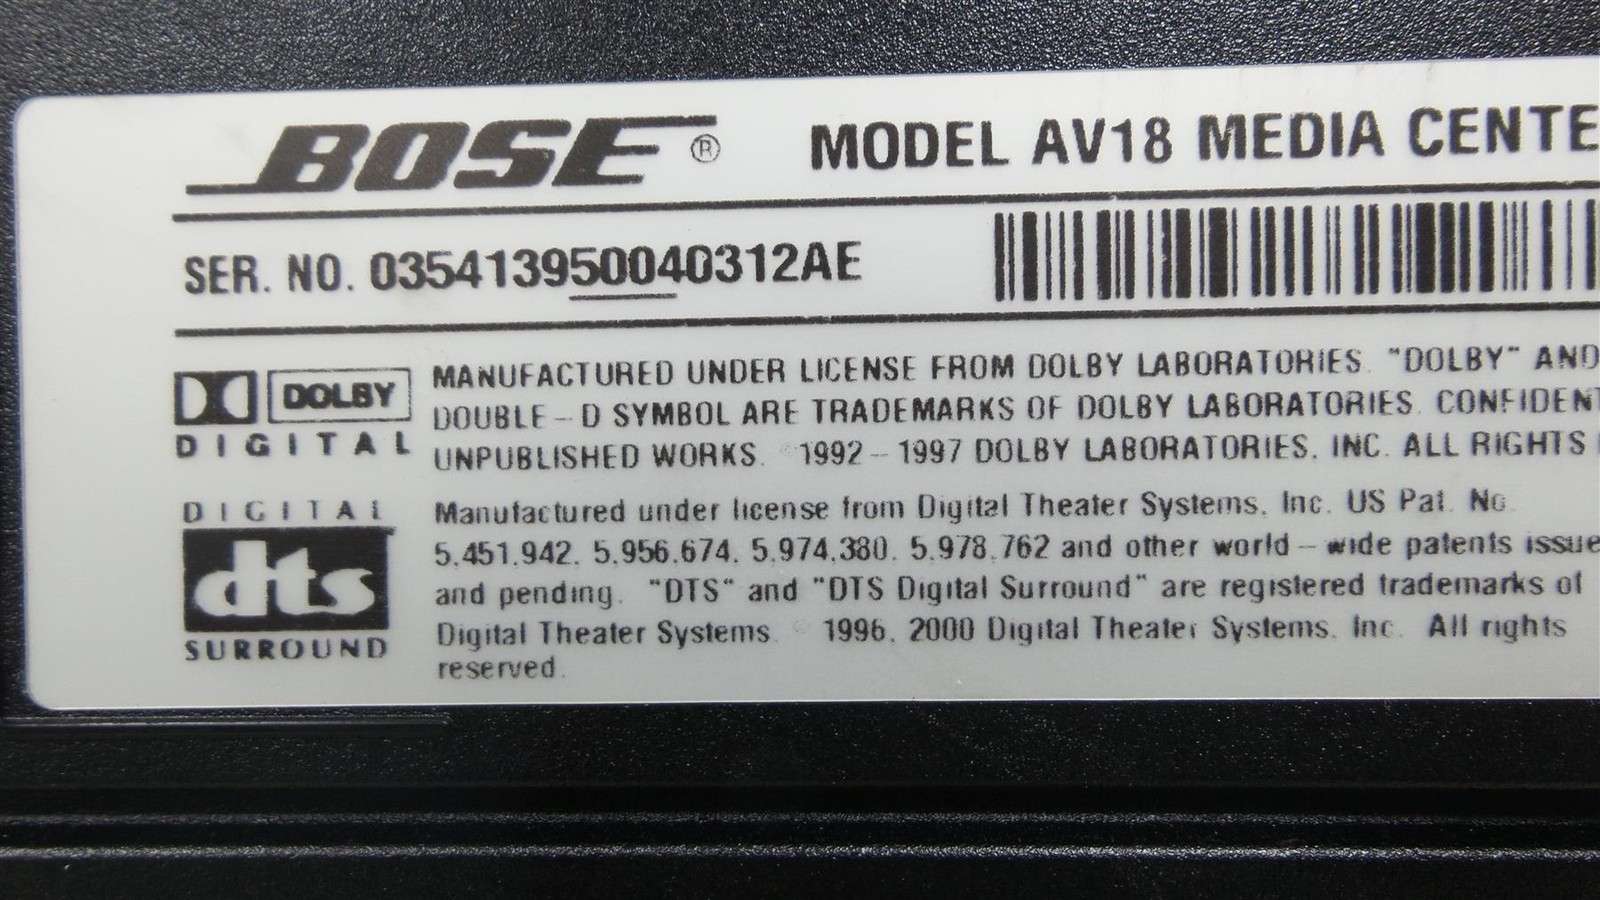 BOSE® MODEL AV18 MEDIA CENTE
SER. NO. 035413950040312AE
DOLBY
DIGITAL
MANUFACTURED UNDER LICENSE FROM DOLBY LABORATORIES. "DOLBY" AND
DOUBLE-D SYMBOL ARE TRADEMARKS OF DOLBY LABORATORIES. CONFIDENT
UNPUBLISHED WORKS. ©1992-1997 DOLBY LABORATORIES, INC. ALL RIGHTS
DIGITAL
dts
SURROUND
Manufactured under license from Digital Theater Systems, Inc. US Pat. No.
5,451,942, 5,956,674, 5,974,380, 5,978,762 and other world-wide patents issue
and pending. "DTS" and "DTS Digital Surround" are registered trademarks of
Digital Theater Systems. © 1996, 2000 Digital Theater Systems, Inc. All rights
reserved.